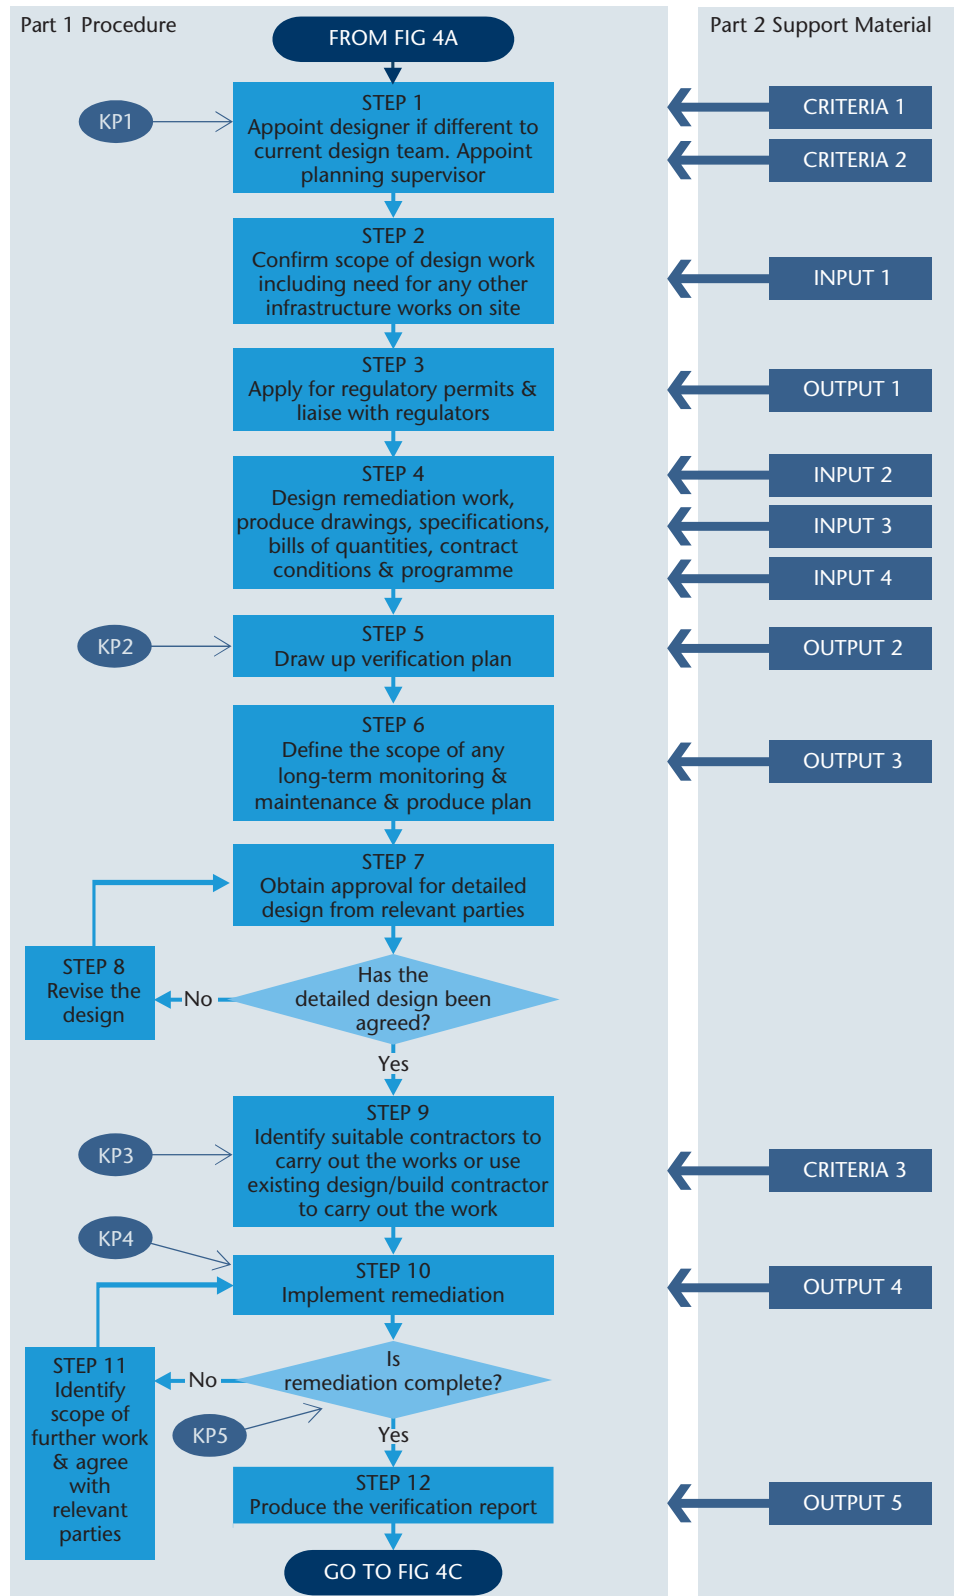 Part 1 Procedure
Part 2 Support Material
FROM FIG 4A
KP1
STEP 1
Appoint designer if different to
current design team. Appoint
planning supervisor
CRITERIA 1
CRITERIA 2
STEP 2
Confirm scope of design work
including need for any other
infrastructure works on site
INPUT 1
STEP 3
Apply for regulatory permits &
liaise with regulators
OUTPUT 1
STEP 4
Design remediation work,
produce drawings, specifications,
bills of quantities, contract
conditions & programme
INPUT 2
INPUT 3
INPUT 4
KP2
STEP 5
Draw up verification plan
OUTPUT 2
STEP 6
Define the scope of any
long-term monitoring &
maintenance & produce plan
OUTPUT 3
STEP 7
Obtain approval for detailed
design from relevant parties
STEP 8
Revise the
design
No
Has the
detailed design been
agreed?
Yes
KP3
STEP 9
Identify suitable contractors to
carry out the works or use
existing design/build contractor
to carry out the work
CRITERIA 3
KP4
STEP 10
Implement remediation
OUTPUT 4
STEP 11
Identify
scope of
further work
& agree
with
relevant
parties
No
Is
remediation complete?
KP5
Yes
STEP 12
Produce the verification report
OUTPUT 5
GO TO FIG 4C